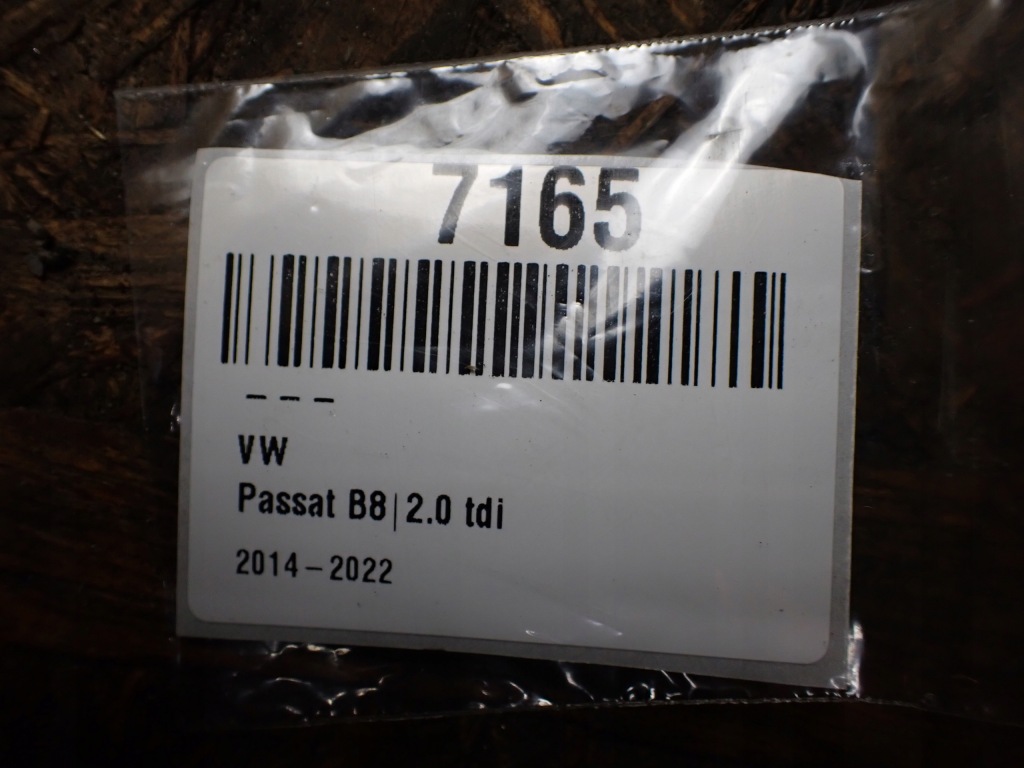 7165
– – –
VW
Passat B8|2.0 tdi
2014–2022